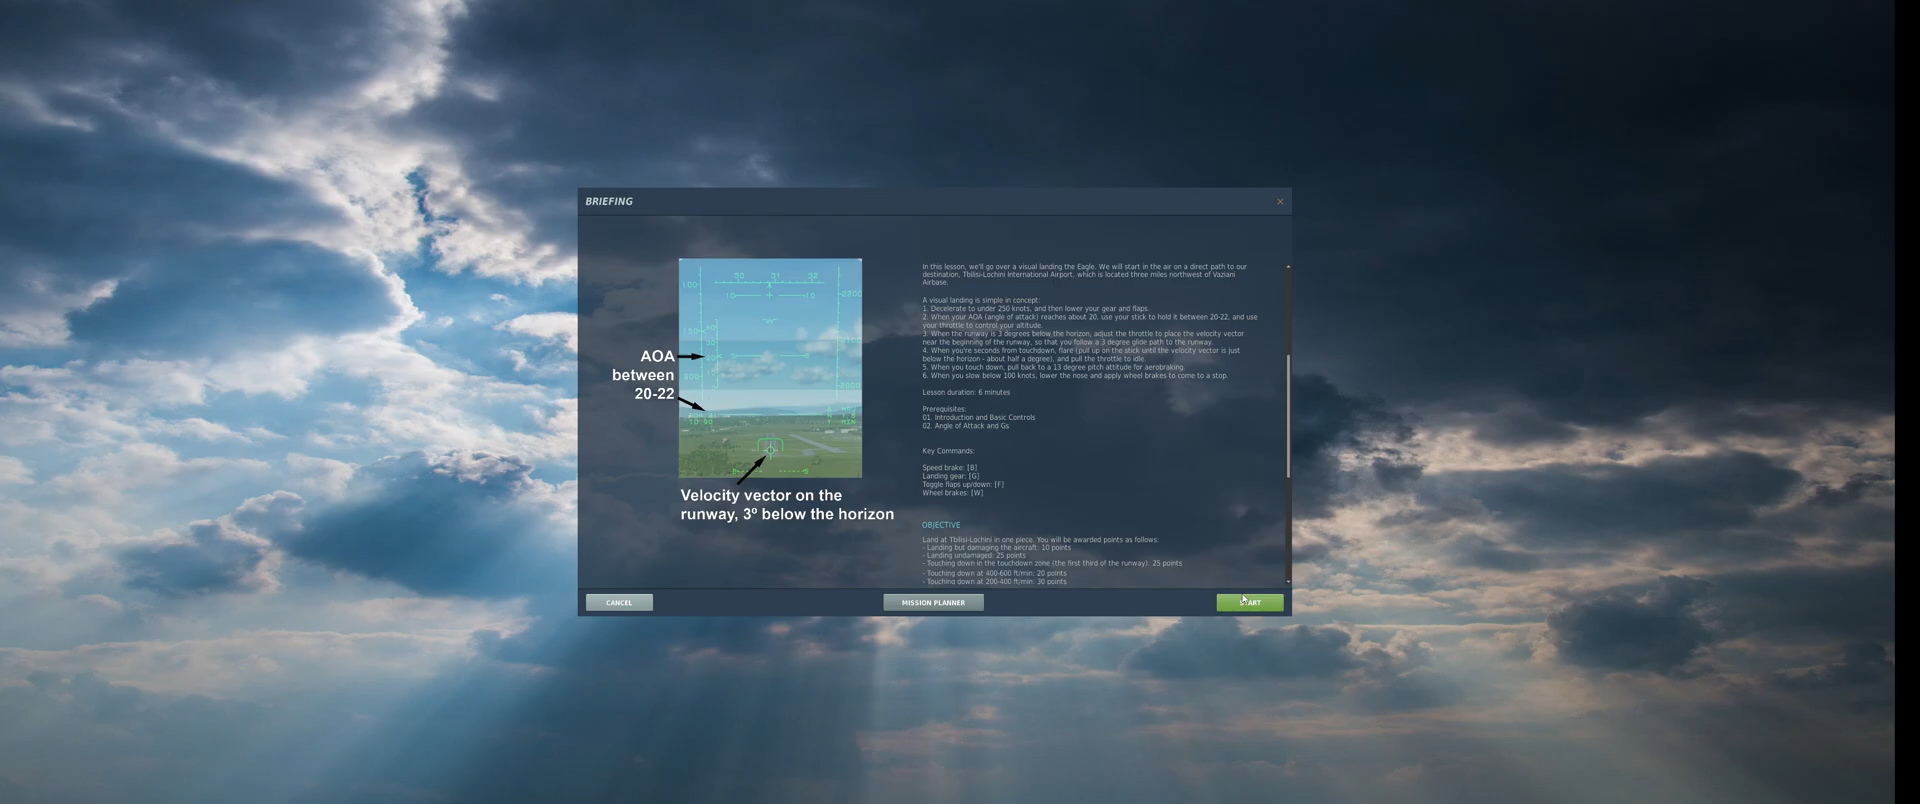 BRIEFING
In this lesson, we'll go over a visual landing the Eagle. We will start in the air on a direct path to our
destination, Tbilisi-Lochini International Airport, which is located three miles northwest of Vaziani
Airbase.
A visual landing is simple in concept:
1. Decelerate to under 250 knots, and then lower your gear and flaps.
2. When your AOA (angle of attack) reaches about 20, use your stick to hold it between 20-22, and use
your throttle to control your altitude.
3. When the runway is 3 degrees below the horizon, adjust the throttle to place the velocity vector
near the beginning of the runway, so that you follow a 3 degree glide path to the runway.
4. When you're seconds from touchdown, flare (pull up on the stick until the velocity vector is just
below the horizon - about half a degree), and pull the throttle to idle.
5. When you touch down, pull back to a 13 degree pitch attitude for aerobraking.
6. When you slow below 100 knots, lower the nose and apply wheel brakes to come to a stop.
Lesson duration: 6 minutes
Prerequisites:
01. Introduction and Basic Controls
02. Angle of Attack and Gs
Key Commands:
Speed brake: [B]
Landing gear: [G]
Toggle flaps up/down: [F]
Wheel brakes: [W]
OBJECTIVE
Land at Tbilisi-Lochini in one piece. You will be awarded points as follows:
- Landing but damaging the aircraft: 10 points
- Landing undamaged: 25 points
- Touching down in the touchdown zone (the first third of the runway): 25 points
- Touching down at 400-600 ft/min: 20 points
- Touching down at 200-400 ft/min: 30 points
AOA
between
20-22
Velocity vector on the
runway, 3º below the horizon
CANCEL
MISSION PLANNER
START